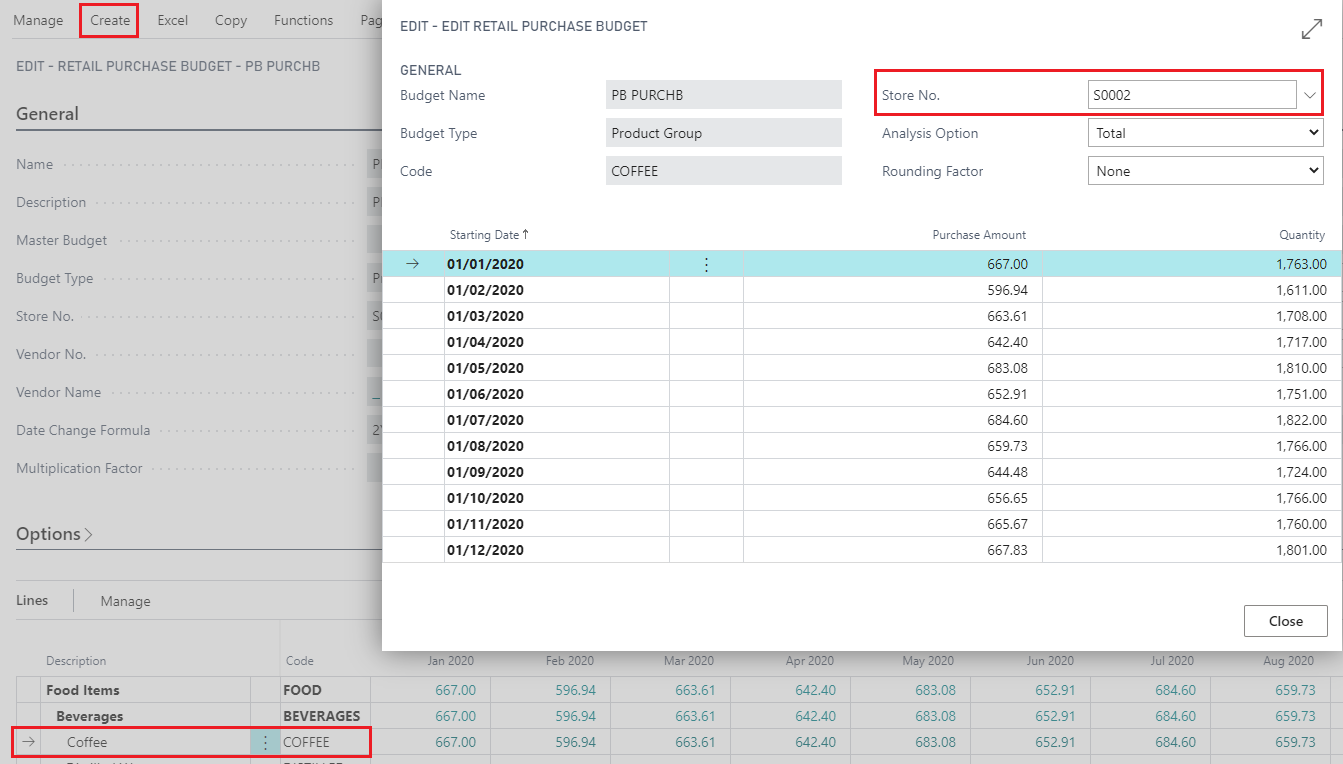 Manage Create Excel Copy Functions Pag
EDIT - RETAIL PURCHASE BUDGET - PB PURCHB
General
Name P
Description P
Master Budget
Budget Type P
Store No. S0
Vendor No.
Vendor Name _
Date Change Formula 2
Multiplication Factor
Options
Lines Manage
EDIT - EDIT RETAIL PURCHASE BUDGET
GENERAL
Budget Name PB PURCHB Store No. S0002
Budget Type Product Group Analysis Option Total
Code COFFEE Rounding Factor None
Starting Date ↑ Purchase Amount Quantity
→ 01/01/2020 ⋮ 667.00 1,763.00
01/02/2020 596.94 1,611.00
01/03/2020 663.61 1,708.00
01/04/2020 642.40 1,717.00
01/05/2020 683.08 1,810.00
01/06/2020 652.91 1,751.00
01/07/2020 684.60 1,822.00
01/08/2020 659.73 1,766.00
01/09/2020 644.48 1,724.00
01/10/2020 656.65 1,766.00
01/11/2020 665.67 1,760.00
01/12/2020 667.83 1,801.00
Close
Description Code Jan 2020 Feb 2020 Mar 2020 Apr 2020 May 2020 Jun 2020 Jul 2020 Aug 2020
Food Items FOOD 667.00 596.94 663.61 642.40 683.08 652.91 684.60 659.73
Beverages BEVERAGES 667.00 596.94 663.61 642.40 683.08 652.91 684.60 659.73
→ Coffee ⋮ COFFEE 667.00 596.94 663.61 642.40 683.08 652.91 684.60 659.73